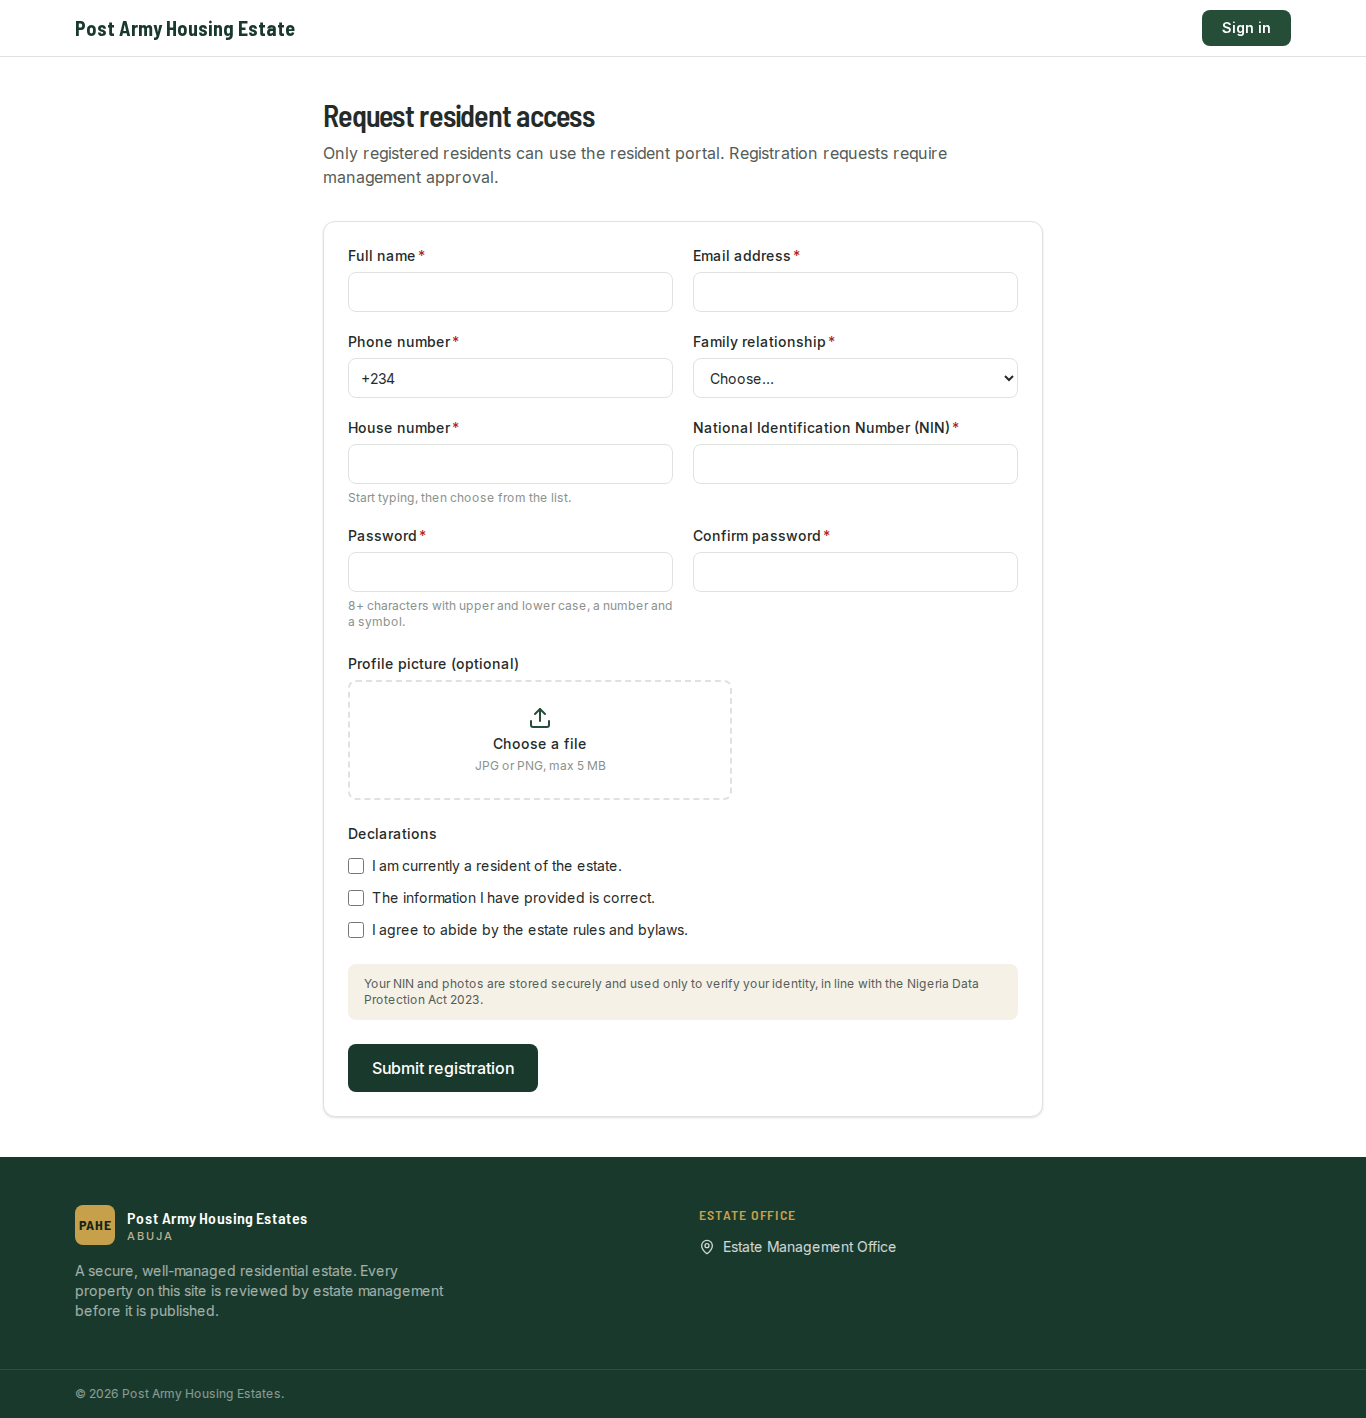 Post Army Housing Estate
Sign in
Request resident access
Only registered residents can use the resident portal. Registration requests require
management approval.
Full name *
Email address *
Phone number *
Family relationship *
+234
Choose...
House number *
National Identification Number (NIN) *
Start typing, then choose from the list.
Password *
Confirm password *
8+ characters with upper and lower case, a number and
a symbol.
Profile picture (optional)
Choose a file
JPG or PNG, max 5 MB
Declarations
I am currently a resident of the estate.
The information I have provided is correct.
I agree to abide by the estate rules and bylaws.
Your NIN and photos are stored securely and used only to verify your identity, in line with the Nigeria Data
Protection Act 2023.
Submit registration
PAHE
Post Army Housing Estates
ABUJA
A secure, well-managed residential estate. Every
property on this site is reviewed by estate management
before it is published.
ESTATE OFFICE
Estate Management Office
© 2026 Post Army Housing Estates.